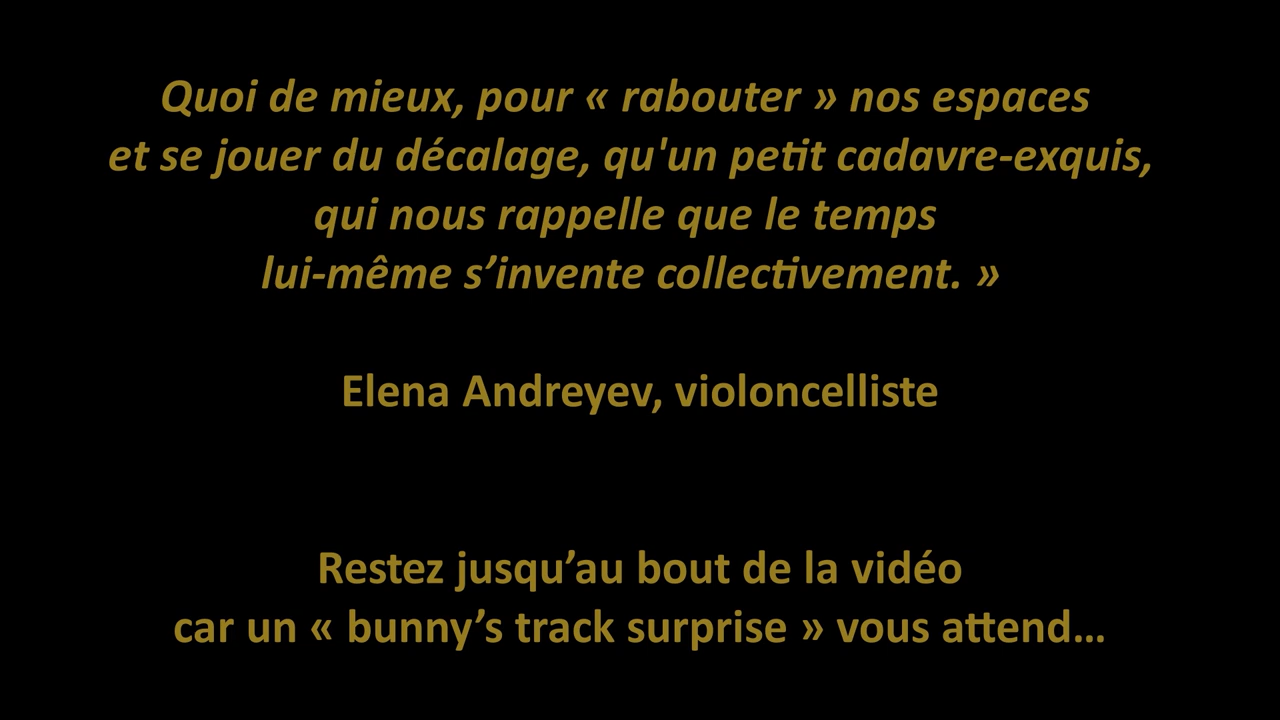 Quoi de mieux, pour « rabouter » nos espaces
et se jouer du décalage, qu'un petit cadavre-exquis,
qui nous rappelle que le temps
lui-même s’invente collectivement. »
Elena Andreyev, violoncelliste
Restez jusqu’au bout de la vidéo
car un « bunny’s track surprise » vous attend…